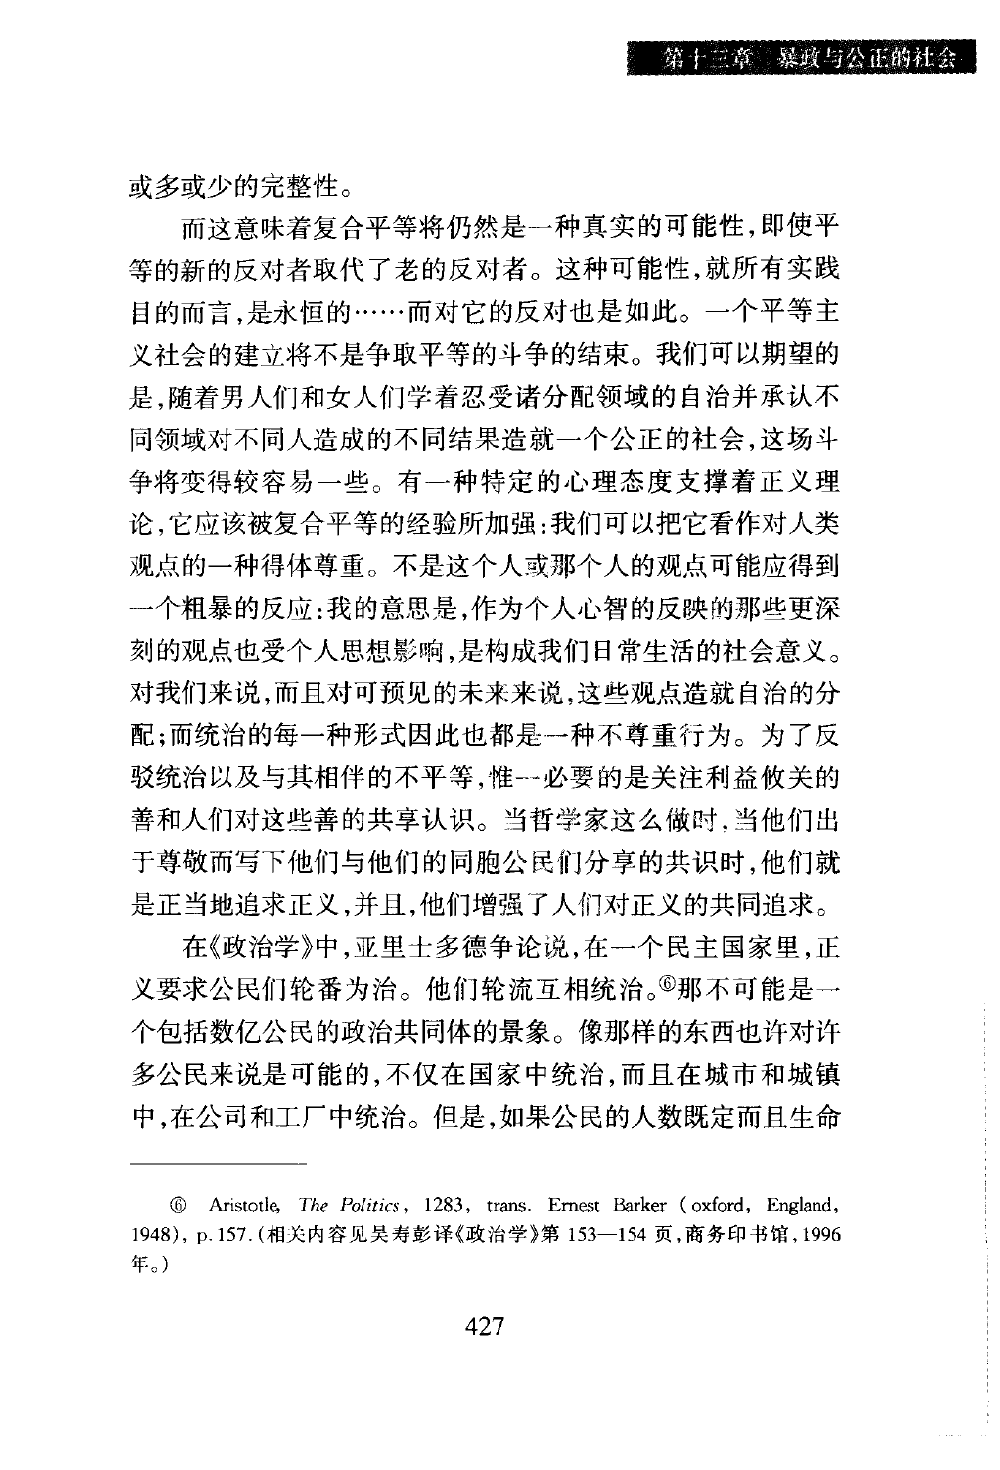 第十三章 暴政与公正的社会
或多或少的完整性。
而这意味着复合平等将仍然是一种真实的可能性,即使平
等的新的反对者取代了老的反对者。这种可能性,就所有实践
目的而言,是永恒的……而对它的反对也是如此。一个平等主
义社会的建立将不是争取平等的斗争的结束。我们可以期望的
是,随着男人们和女人们学着忍受诸分配领域的自治并承认不
同领域对不同人造成的不同结果造就一个公正的社会,这场斗
争将变得较容易一些。有一种特定的心理态度支撑着正义理
论,它应该被复合平等的经验所加强:我们可以把它看作对人类
观点的一种得体尊重。不是这个人或那个人的观点可能应得到
一个粗暴的反应:我的意思是,作为个人心智的反映的那些更深
刻的观点也受个人思想影响,是构成我们日常生活的社会意义。
对我们来说,而且对可预见的未来来说,这些观点造就自治的分
配;而统治的每一种形式因此也都是一种不尊重行为。为了反
驳统治以及与其相伴的不平等,惟一必要的是关注利益攸关的
善和人们对这些善的共享认识。当哲学家这么做时,当他们出
于尊敬而写下他们与他们的同胞公民们分享的共识时,他们就
是正当地追求正义,并且,他们增强了人们对正义的共同追求。
在《政治学》中,亚里士多德争论说,在一个民主国家里,正
义要求公民们轮番为治。他们轮流互相统治。⑥那不可能是一
个包括数亿公民的政治共同体的景象。像那样的东西也许对许
多公民来说是可能的,不仅在国家中统治,而且在城市和城镇
中,在公司和工厂中统治。但是,如果公民的人数既定而且生命
⑥ Aristotle, The Politics, 1283, trans. Ernest Barker (oxford, England,
1948), p.157.(相关内容见吴寿彭译《政治学》第 153—154 页,商务印书馆,1996
年。)
427